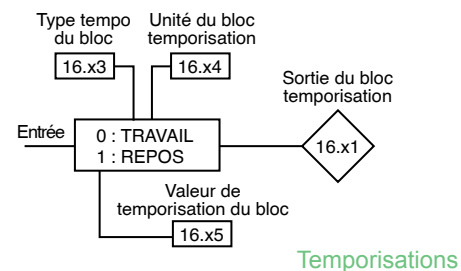 Type tempo
du bloc
Unité du bloc
temporisation
16.x3
16.x4
Sortie du bloc
temporisation
Entrée
0 : TRAVAIL
1 : REPOS
16.x1
Valeur de
temporisation du bloc
16.x5
Temporisations